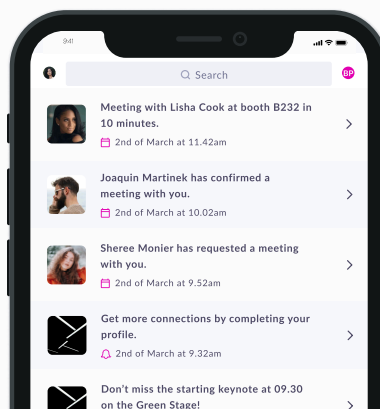 9:41
Search
BP
Meeting with Lisha Cook at booth B232 in
10 minutes.
2nd of March at 11.42am
Joaquin Martinek has confirmed a
meeting with you.
2nd of March at 10.02am
Sheree Monier has requested a meeting
with you.
2nd of March at 9.52am
Get more connections by completing your
profile.
2nd of March at 9.32am
Don't miss the starting keynote at 09.30
on the Green Stage!